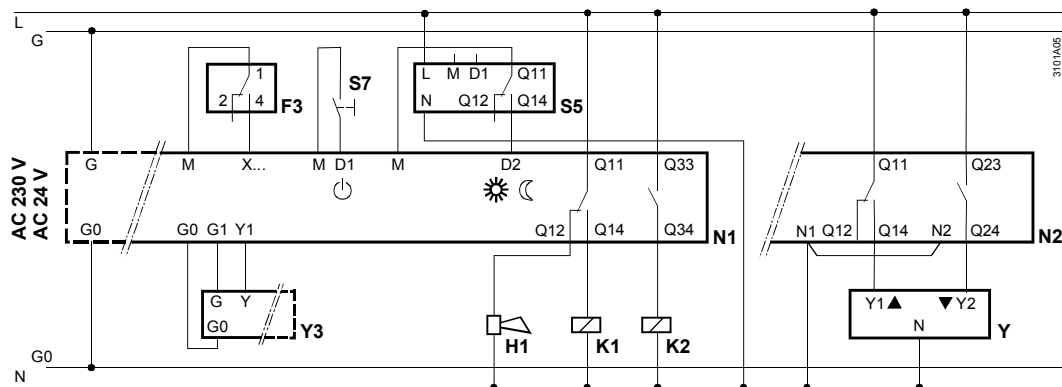 L
G
3101A05
1
2 4
F3
S7
L M D1 Q11
N Q12 Q14
S5
AC 230 V
AC 24 V
G M X... M D1 M D2 Q11 Q33
G0 G0 G1 Y1 Q12 Q14 Q34
N1
Q11 Q23
N1 Q12 Q14 N2 Q24
N2
G Y
G0
Y3
H1 K1 K2
Y1 ▲ ▼ Y2
N
Y
G0
N